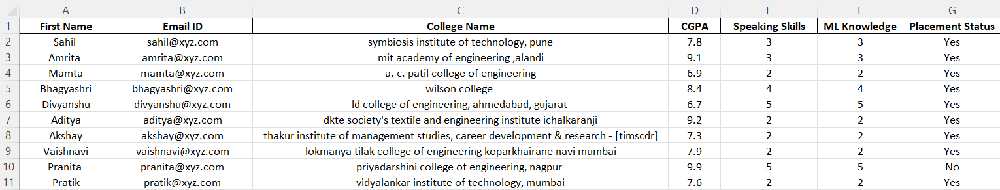 A B C D E F G
1 First Name Email ID College Name CGPA Speaking Skills ML Knowledge Placement Status
2 Sahil sahil@xyz.com symbiosis institute of technology, pune 7.8 3 3 Yes
3 Amrita amrita@xyz.com mit academy of engineering ,alandi 9.1 3 3 Yes
4 Mamta mamta@xyz.com a. c. patil college of engineering 6.9 2 2 Yes
5 Bhagyashri bhagyashri@xyz.com wilson college 8.4 4 4 Yes
6 Divyanshu divyanshu@xyz.com ld college of engineering, ahmedabad, gujarat 6.7 5 5 Yes
7 Aditya aditya@xyz.com dkte society's textile and engineering institute ichalkaranji 9.2 2 2 Yes
8 Akshay akshay@xyz.com thakur institute of management studies, career development & research - [timscdr] 7.3 2 2 Yes
9 Vaishnavi vaishnavi@xyz.com lokmanya tilak college of engineering koparkhairane navi mumbai 7.9 2 2 Yes
10 Pranita pranita@xyz.com priyadarshini college of engineering, nagpur 9.9 5 5 No
11 Pratik pratik@xyz.com vidyalankar institute of technology, mumbai 7.6 2 2 Yes